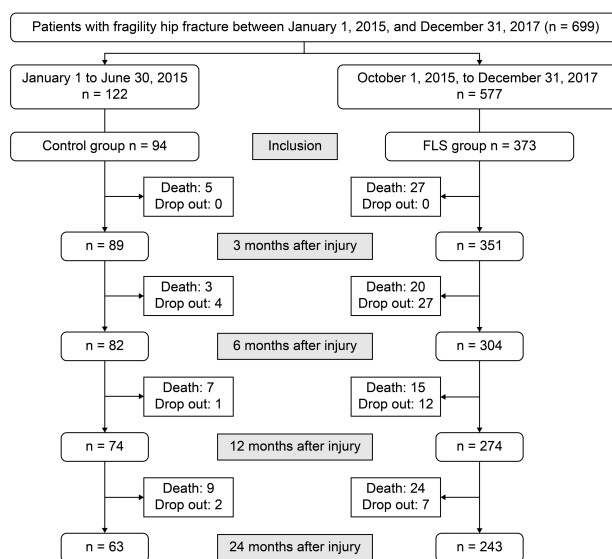 Patients with fragility hip fracture between January 1, 2015, and December 31, 2017 (n = 699)
January 1 to June 30, 2015
n = 122
October 1, 2015, to December 31, 2017
n = 577
Control group n = 94
Inclusion
FLS group n = 373
Death: 5
Drop out: 0
Death: 27
Drop out: 0
n = 89
3 months after injury
n = 351
Death: 3
Drop out: 4
Death: 20
Drop out: 27
n = 82
6 months after injury
n = 304
Death: 7
Drop out: 1
Death: 15
Drop out: 12
n = 74
12 months after injury
n = 274
Death: 9
Drop out: 2
Death: 24
Drop out: 7
n = 63
24 months after injury
n = 243